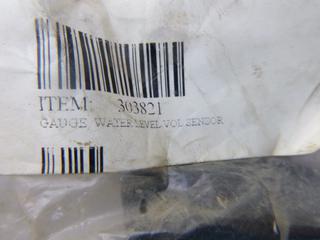 ITEM: 303821
GAUGE, WATER LEVEL VOL SENDOR